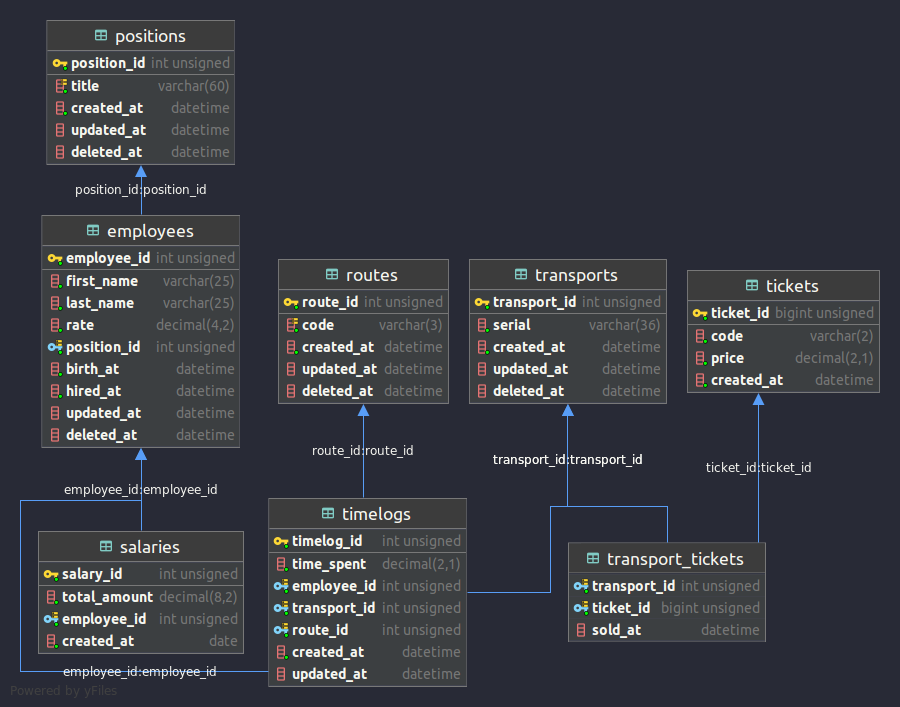 positions
position_id int unsigned
title varchar(60)
created_at datetime
updated_at datetime
deleted_at datetime
position_id:position_id
employees
employee_id int unsigned
first_name varchar(25)
last_name varchar(25)
rate decimal(4,2)
position_id int unsigned
birth_at datetime
hired_at datetime
updated_at datetime
deleted_at datetime
routes
route_id int unsigned
code varchar(3)
created_at datetime
updated_at datetime
deleted_at datetime
transports
transport_id int unsigned
serial varchar(36)
created_at datetime
updated_at datetime
deleted_at datetime
tickets
ticket_id bigint unsigned
code varchar(2)
price decimal(2,1)
created_at datetime
route_id:route_id
transport_id:transport_id
ticket_id:ticket_id
employee_id:employee_id
salaries
salary_id int unsigned
total_amount decimal(8,2)
employee_id int unsigned
created_at date
timelogs
timelog_id int unsigned
time_spent decimal(2,1)
employee_id int unsigned
transport_id int unsigned
route_id int unsigned
created_at datetime
updated_at datetime
transport_tickets
transport_id int unsigned
ticket_id bigint unsigned
sold_at datetime
employee_id:employee_id
Powered by yFiles